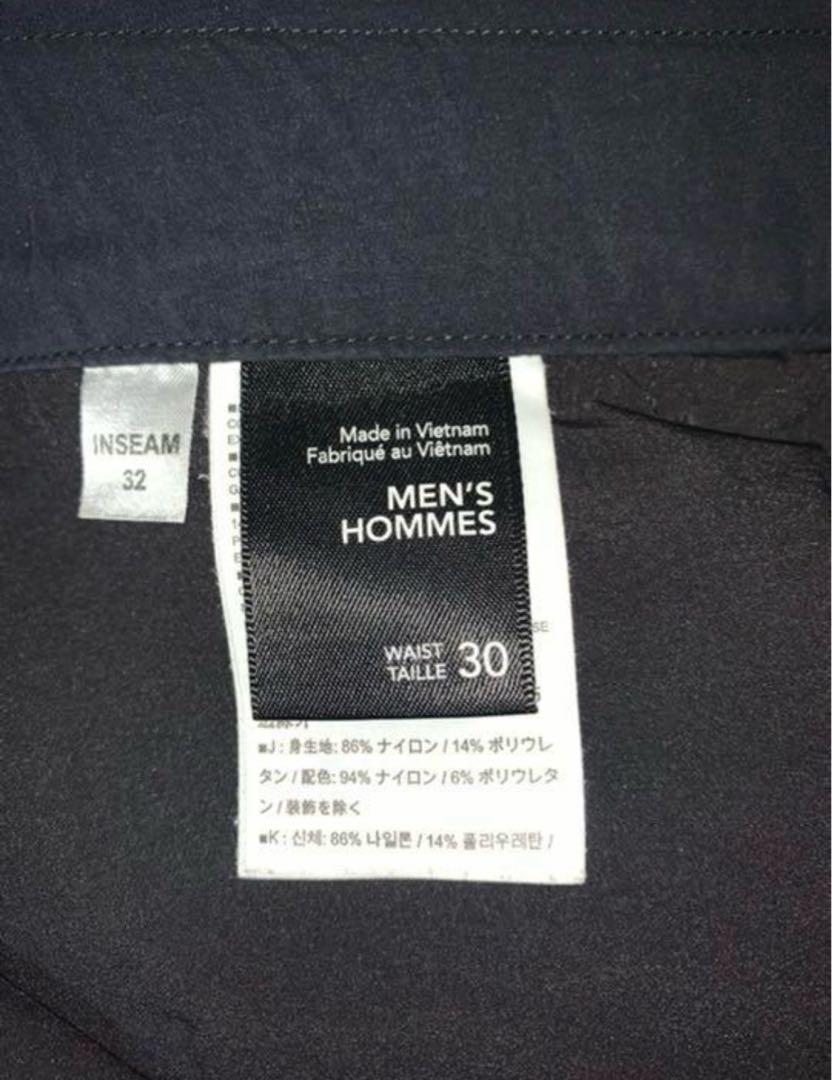 INSEAM
32
Made in Vietnam
Fabriqué au Viêtnam
MEN'S
HOMMES
WAIST
TAILLE 30
SE
■J : 身生地: 86% ナイロン / 14% ポリウレ
タン / 配色: 94% ナイロン / 6% ポリウレタ
ン / 装飾を除く
■K : 신체: 86% 나일론 / 14% 폴리우레탄 /